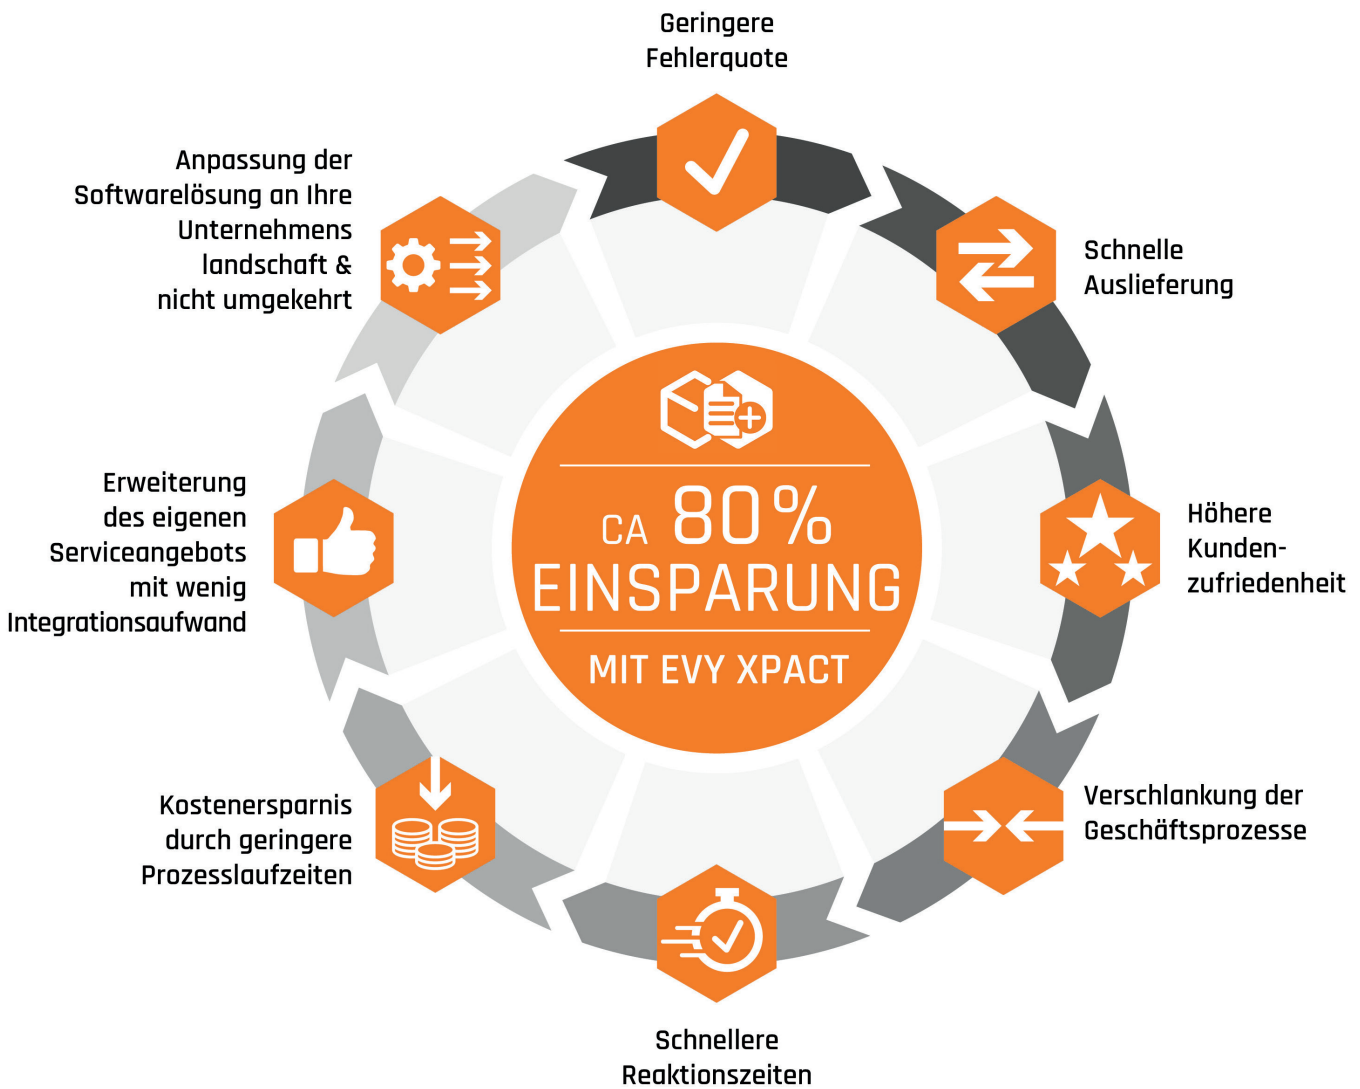 Geringere
Fehlerquote
Schnelle
Auslieferung
Höhere
Kunden-
zufriedenheit
Verschlankung der
Geschäftsprozesse
Schnellere
Reaktionszeiten
Kostenersparnis
durch geringere
Prozesslaufzeiten
Erweiterung
des eigenen
Serviceangebots
mit wenig
Integrationsaufwand
Anpassung der
Softwarelösung an Ihre
Unternehmens
landschaft &
nicht umgekehrt
CA 80%
EINSPARUNG
MIT EVY XPACT